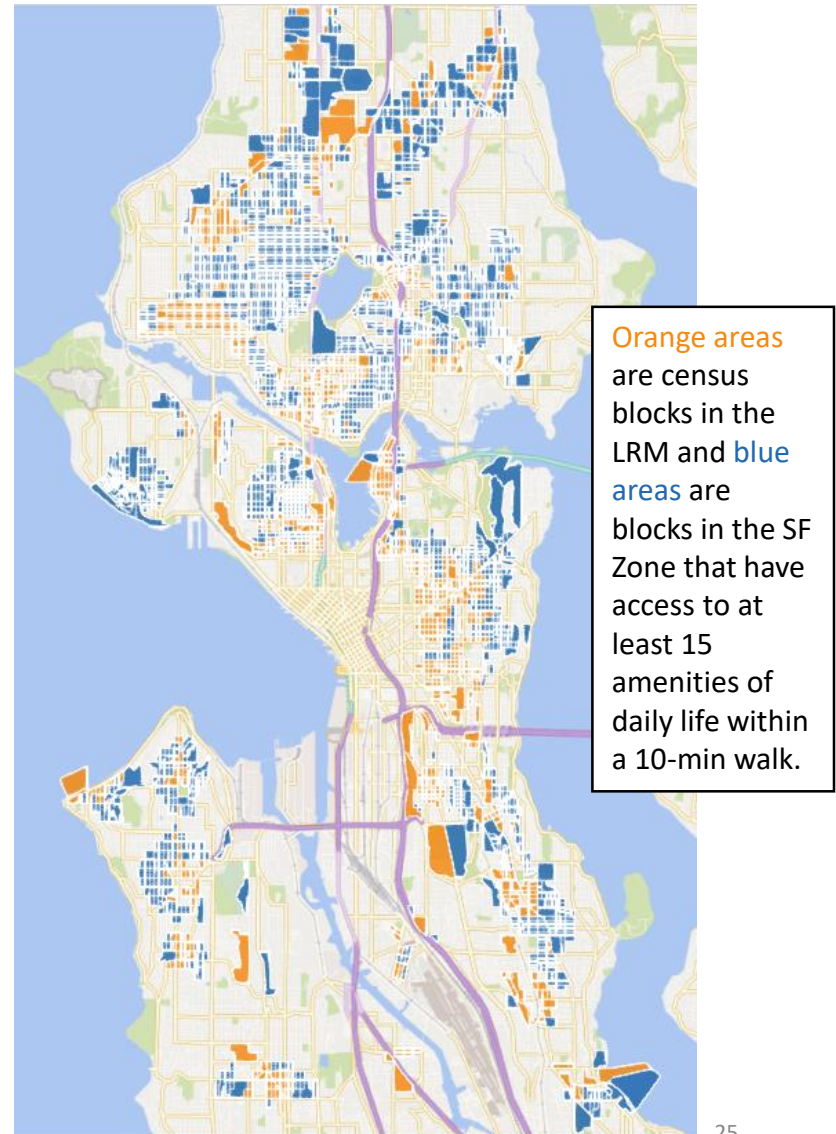 Orange areas
are census
blocks in the
LRM and blue
areas are
blocks in the SF
Zone that have
access to at
least 15
amenities of
daily life within
a 10-min walk.
25